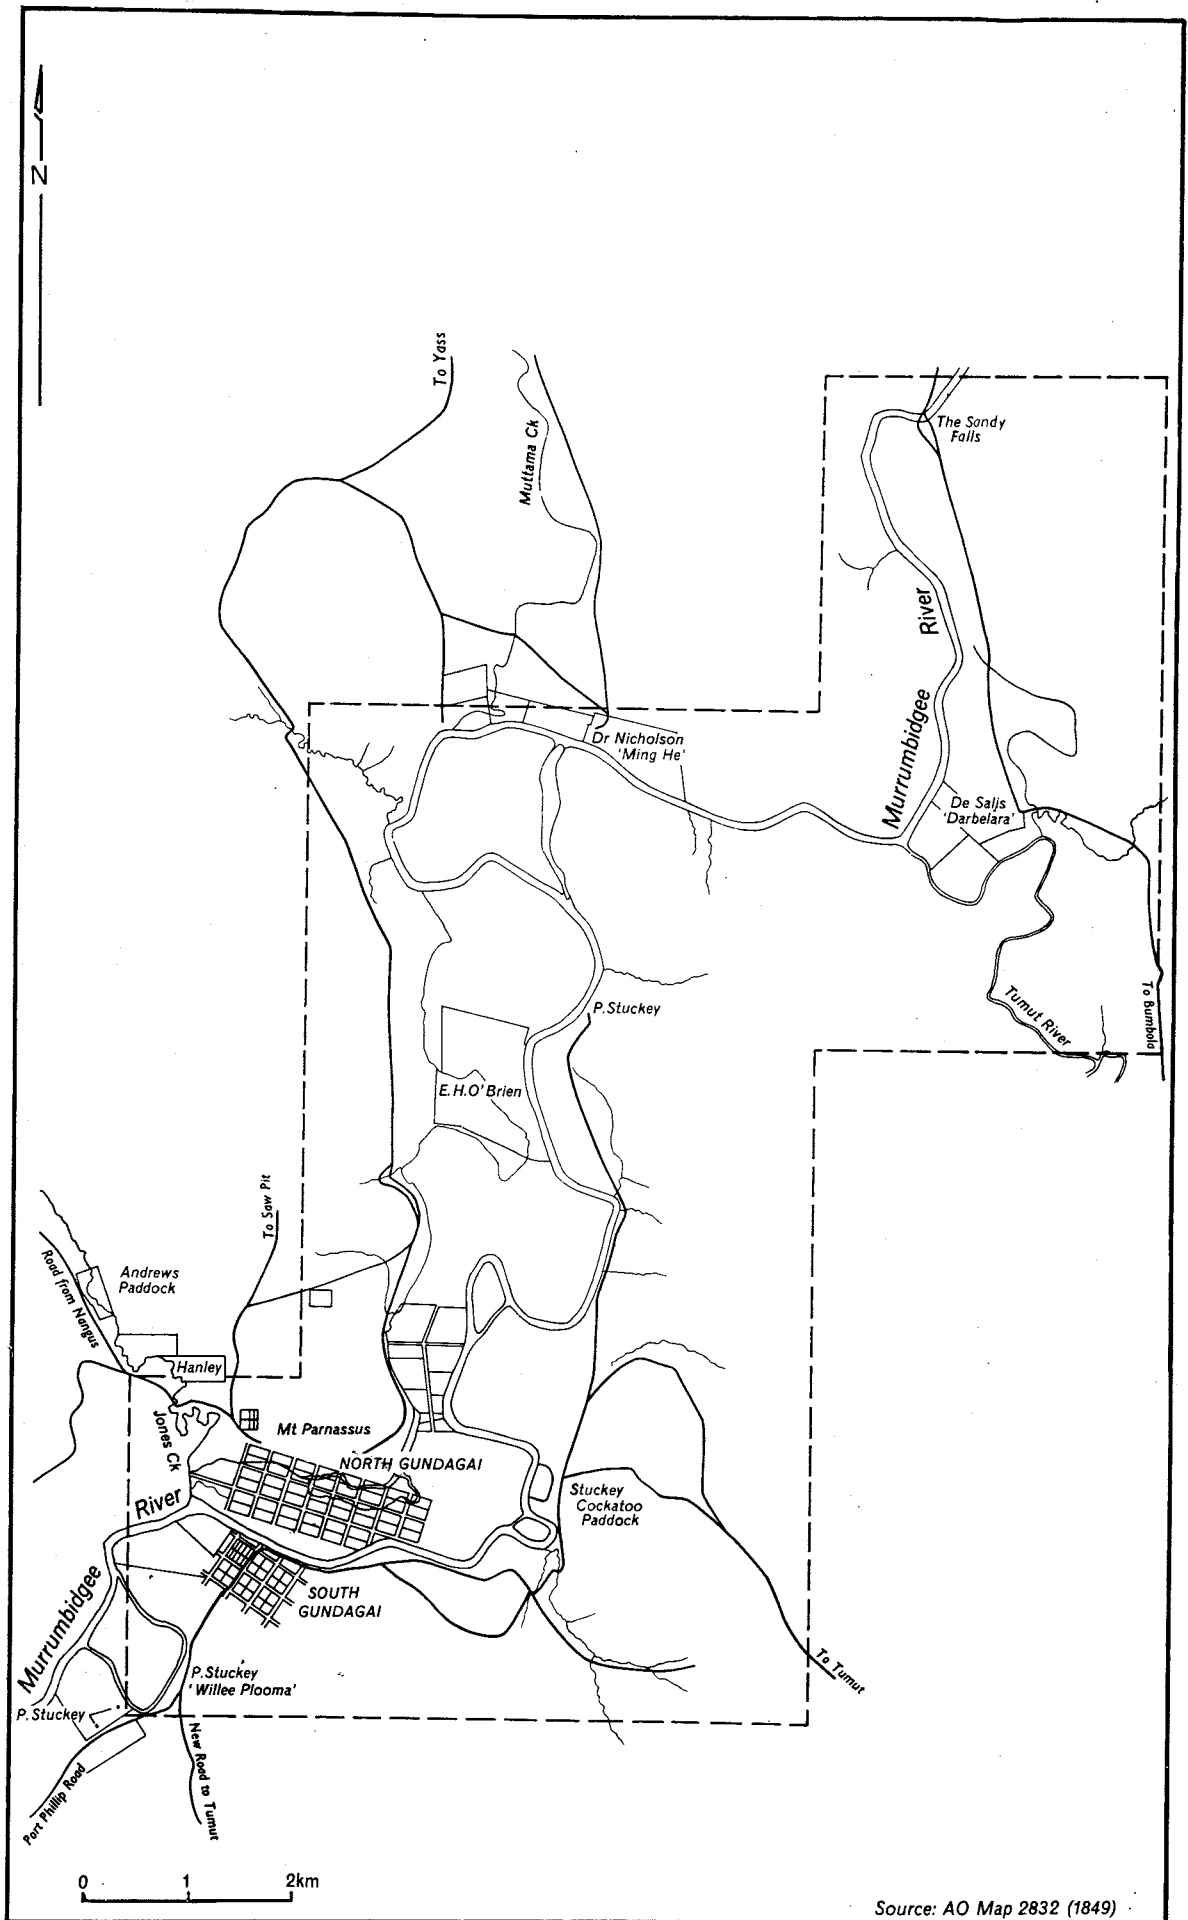 N
To Yass
Muttama Ck
The Sandy
Falls
River
Murrumbidgee
Dr Nicholson
'Ming He'
De Saljs
'Darbelara'
P. Stuckey
Tumut River
To Bumbola
E.H.O'Brien
To Saw Pit
Road from Nangus
Andrews
Paddock
Hanley
Jones Ck
Mt Parnassus
NORTH GUNDAGAI
Stuckey
Cockatoo
Paddock
River
Murrumbidgee
SOUTH
GUNDAGAI
P. Stuckey
'Willee Plooma'
To Tumut
P. Stuckey
Port Phillip Road
New Road to Tumut
0 1 2km
Source: AO Map 2832 (1849)